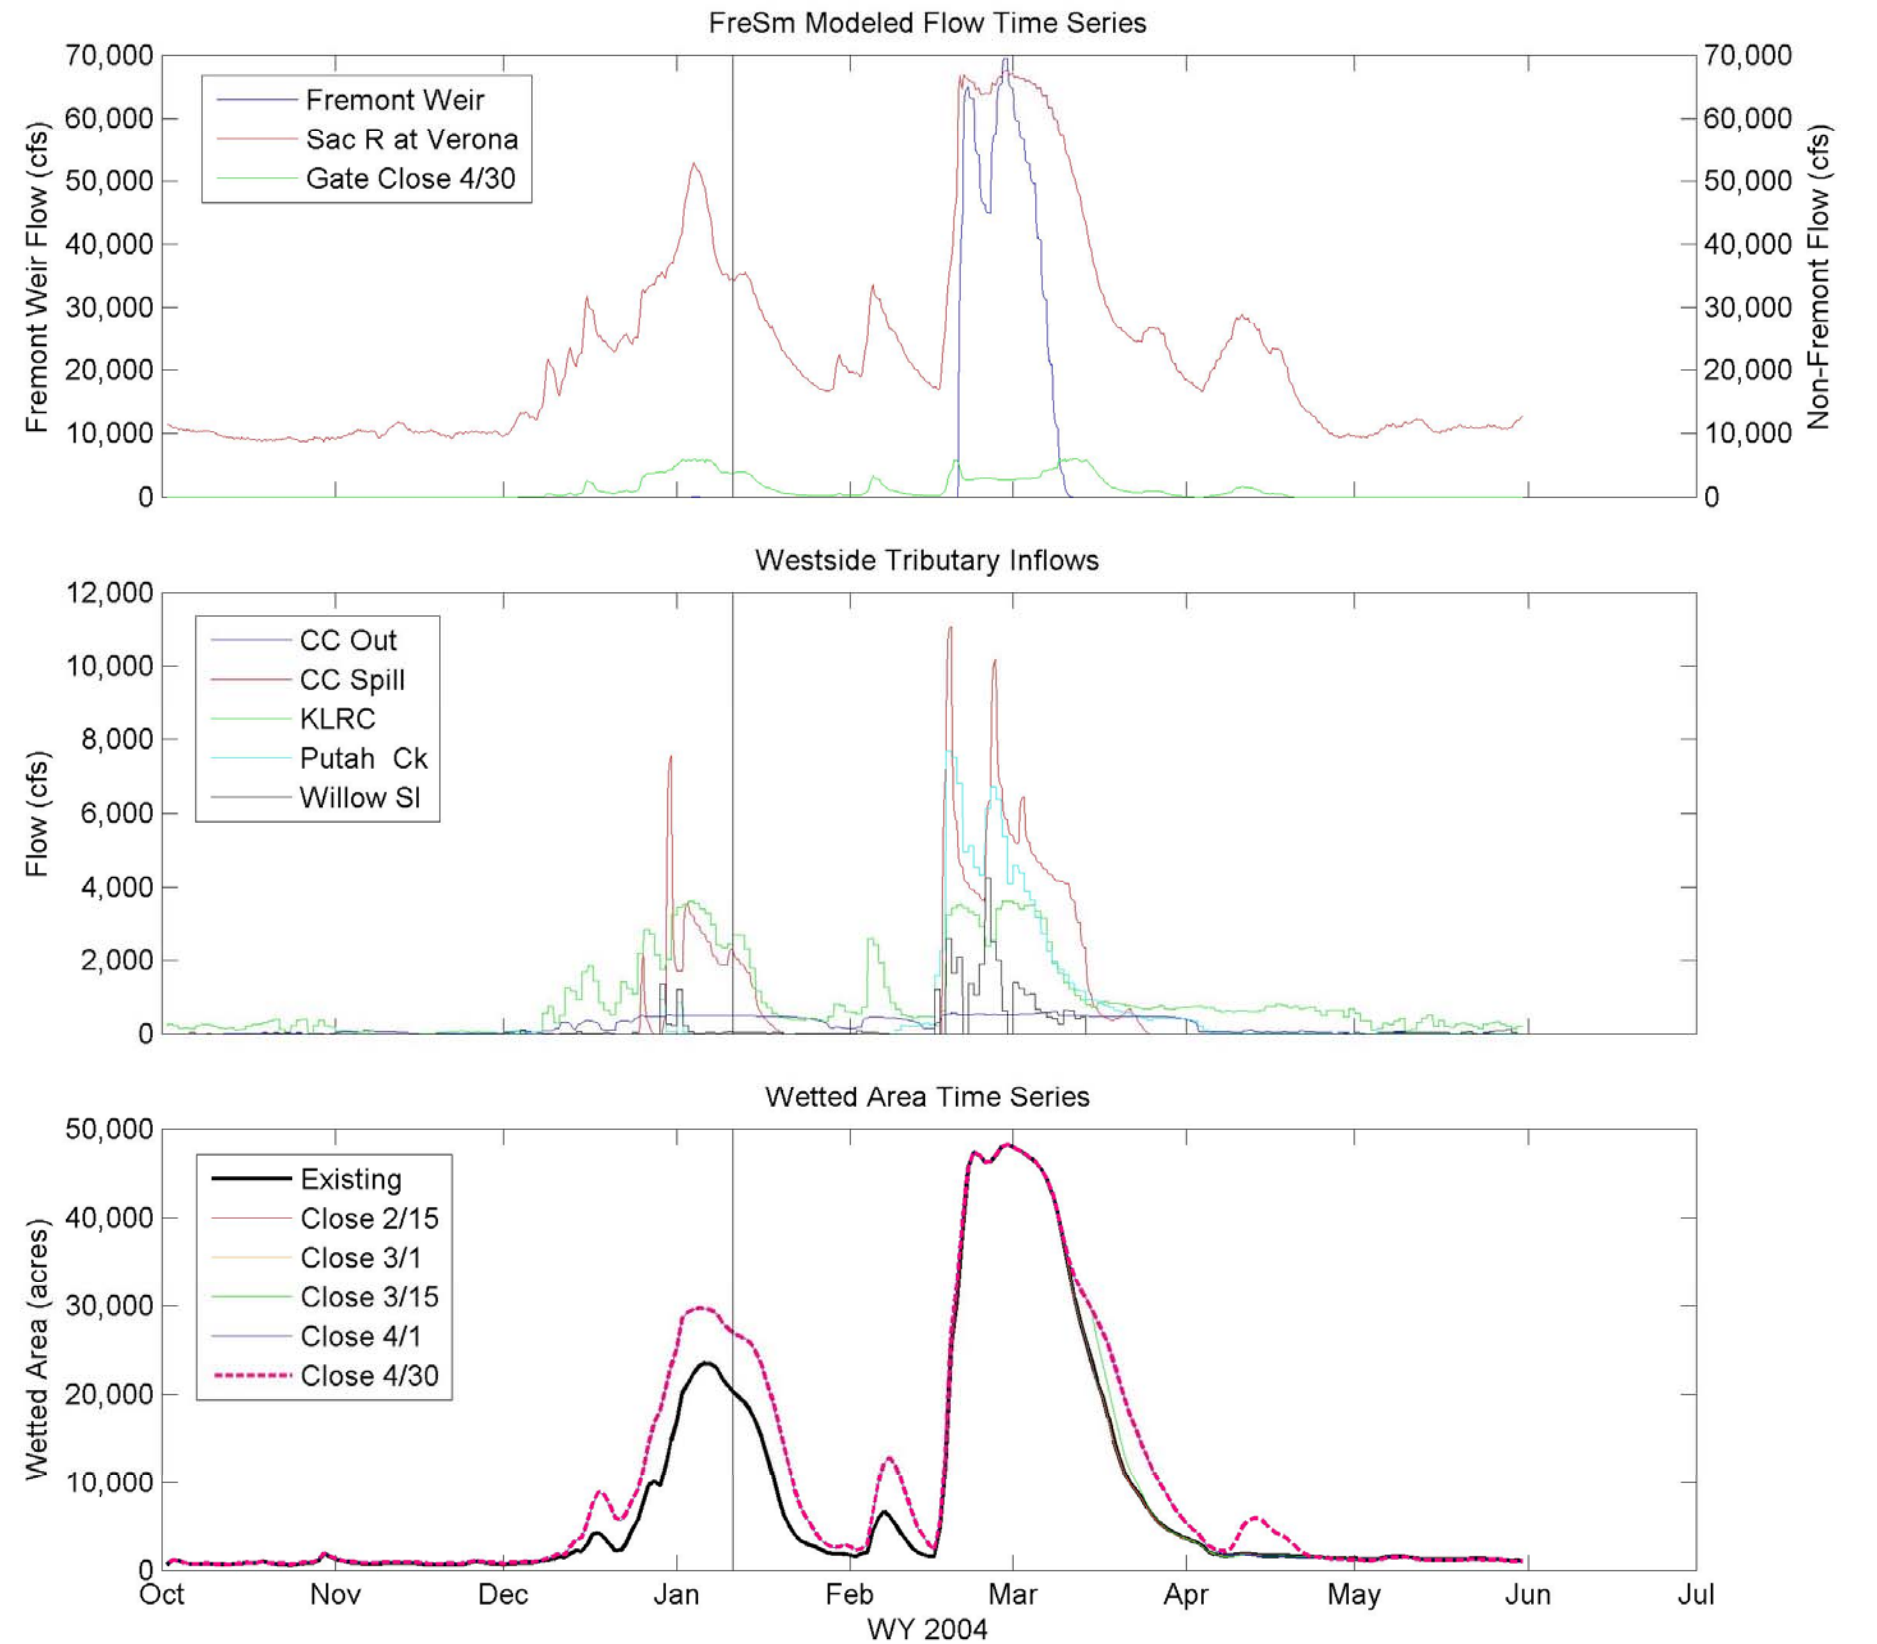 FreSm Modeled Flow Time Series
70,000
60,000
50,000
40,000
30,000
20,000
10,000
0
Fremont Weir Flow (cfs)
Fremont Weir
Sac R at Verona
Gate Close 4/30
70,000
60,000
50,000
40,000
30,000
20,000
10,000
0
Non-Fremont Flow (cfs)
Westside Tributary Inflows
12,000
10,000
8,000
6,000
4,000
2,000
0
Flow (cfs)
CC Out
CC Spill
KLRC
Putah Ck
Willow Sl
Wetted Area Time Series
50,000
40,000
30,000
20,000
10,000
0
Wetted Area (acres)
Existing
Close 2/15
Close 3/1
Close 3/15
Close 4/1
Close 4/30
Oct Nov Dec Jan Feb Mar Apr May Jun Jul
WY 2004